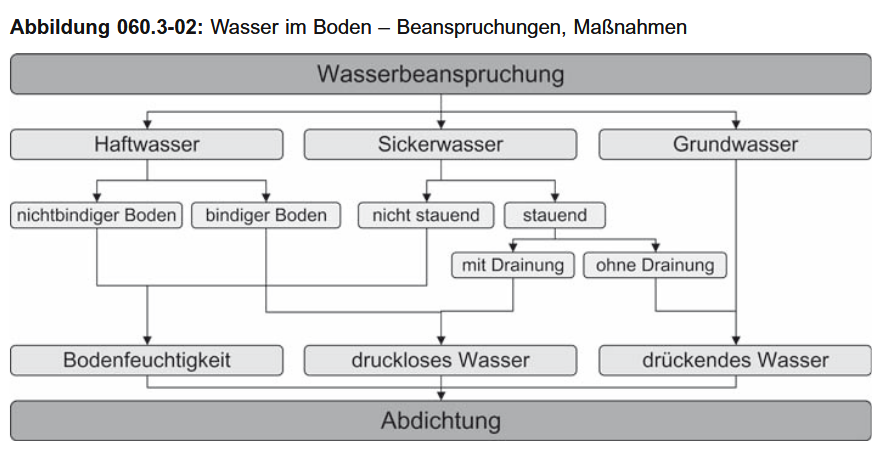 Abbildung 060.3-02: Wasser im Boden – Beanspruchungen, Maßnahmen
Wasserbeanspruchung
Haftwasser
Sickerwasser
Grundwasser
nichtbindiger Boden
bindiger Boden
nicht stauend
stauend
mit Drainung
ohne Drainung
Bodenfeuchtigkeit
druckloses Wasser
drückendes Wasser
Abdichtung